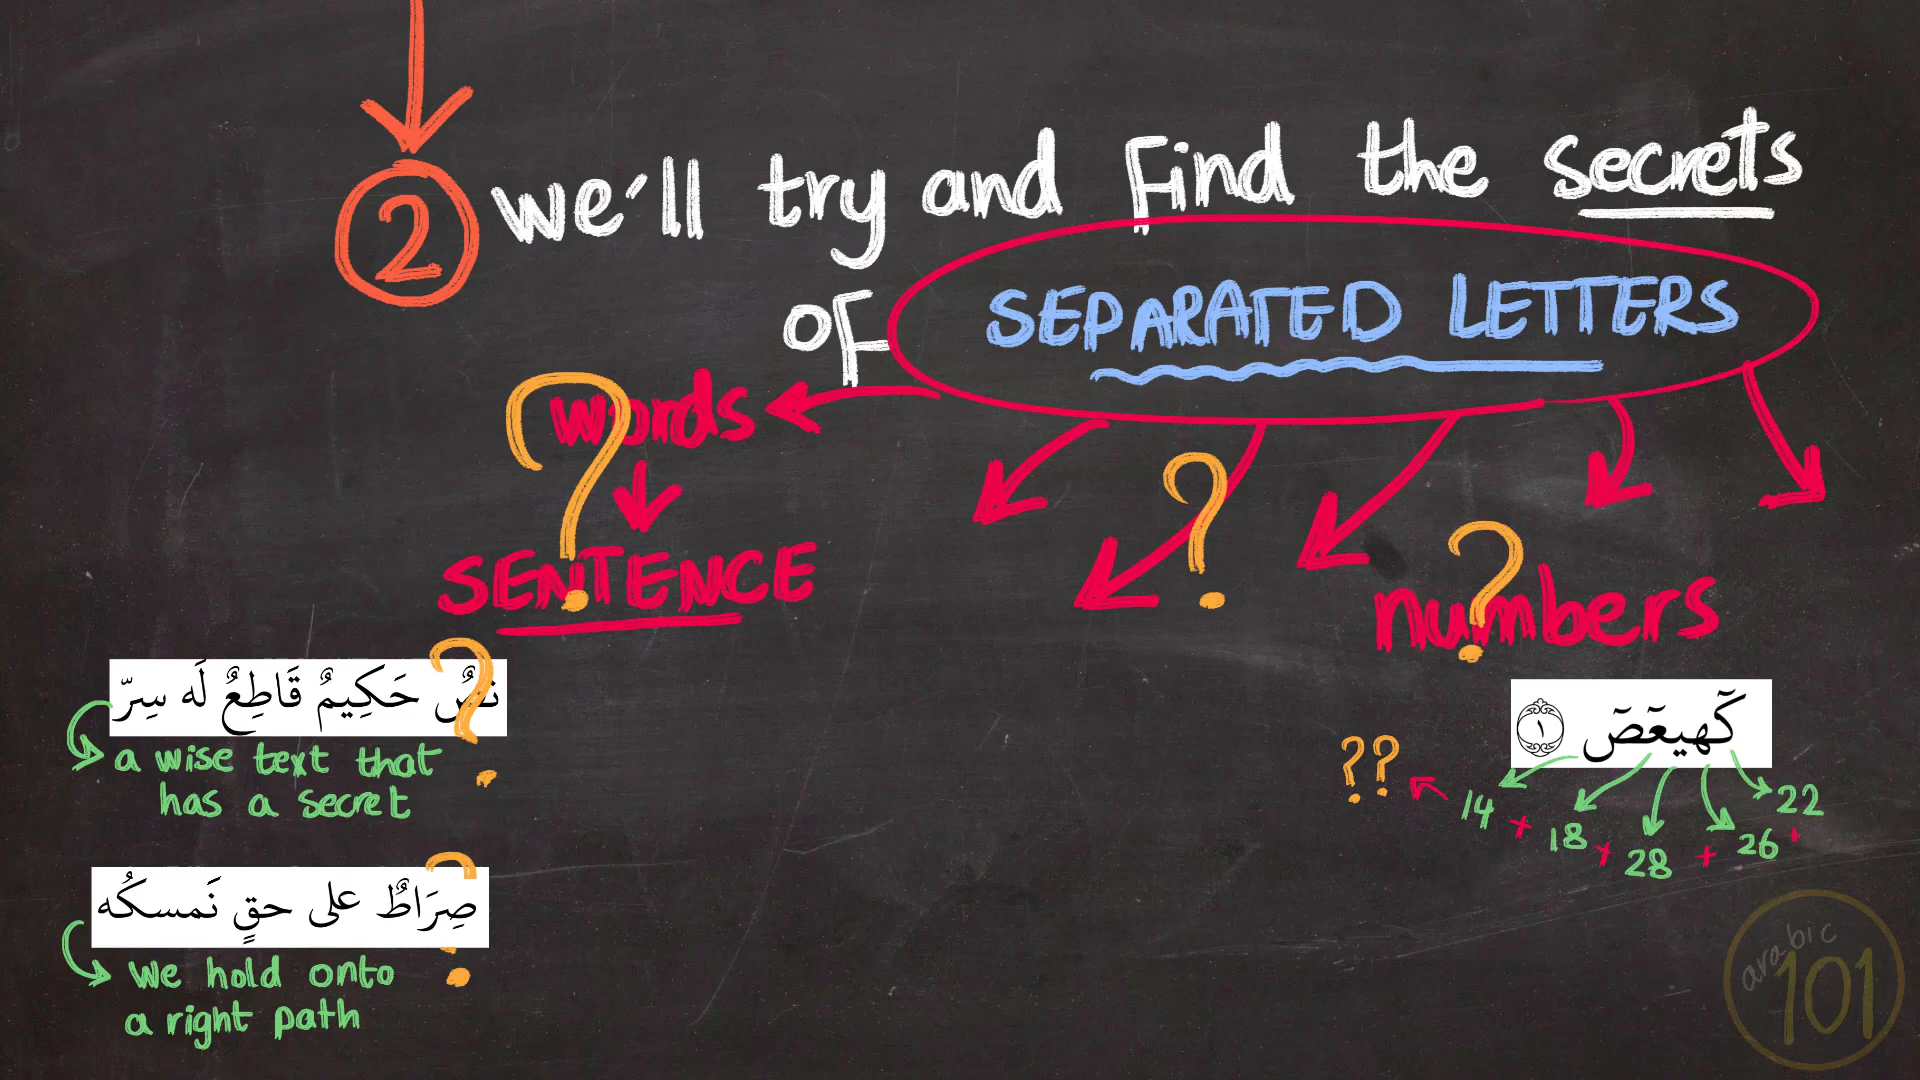 2 we'll try and find the secrets
of SEPARATED LETTERS
words
SENTENCE
?
?
?
numbers
?
نصٌ حَكِيمٌ قَاطِعٌ لَه سِرّ
a wise text that
has a secret
?
صِرَاطٌ على حقٍ نَمسكُه
we hold onto
a right path
كٓهيعٓصٓ ١
?? 14 + 18 + 28 + 26 + 22
arabic
101